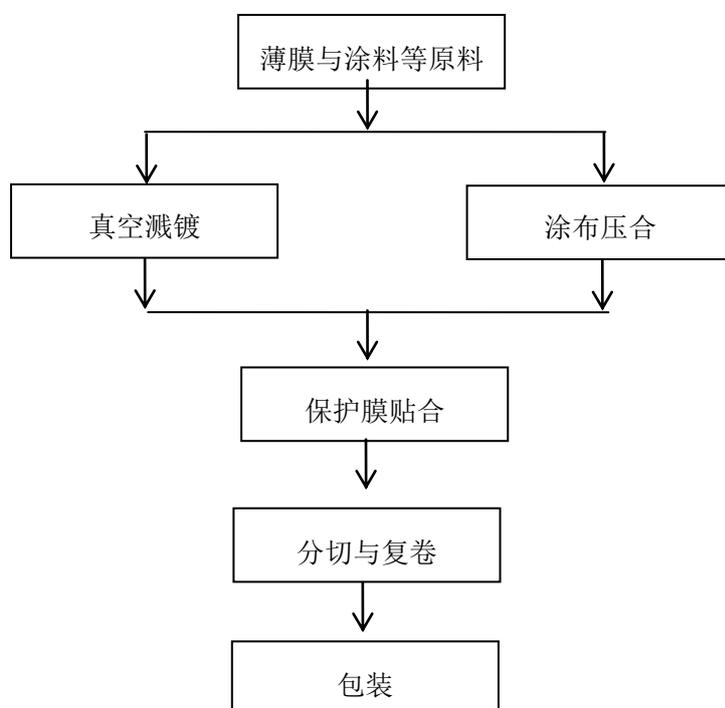 薄膜与涂料等原料
真空溅镀
涂布压合
保护膜贴合
分切与复卷
包装